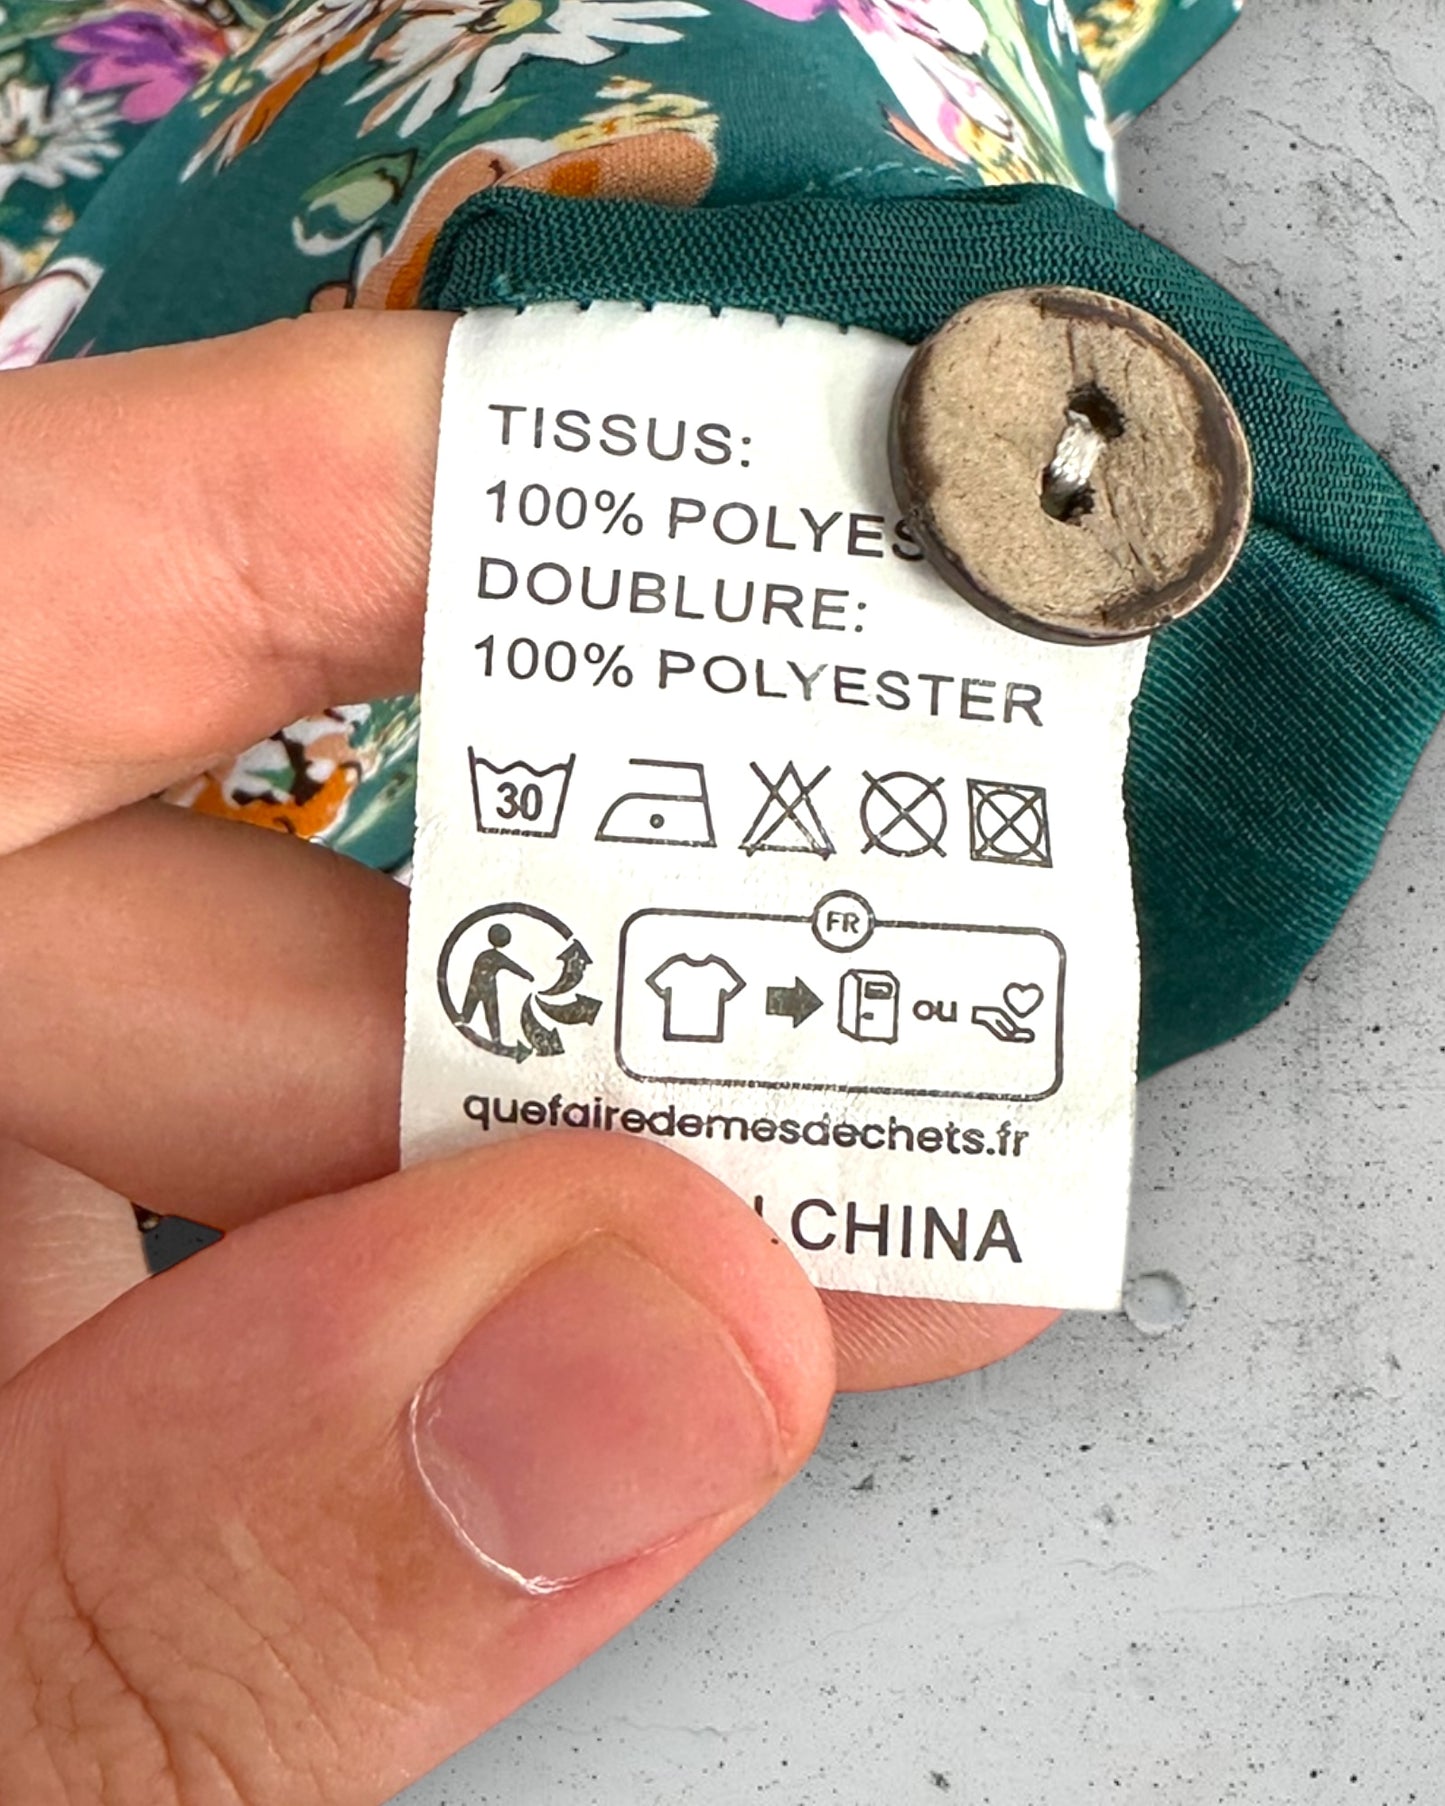 TISSUS:
100% POLYES
DOUBLURE:
100% POLYESTER
30
FR
ou
quefairedemesdechets.fr
CHINA